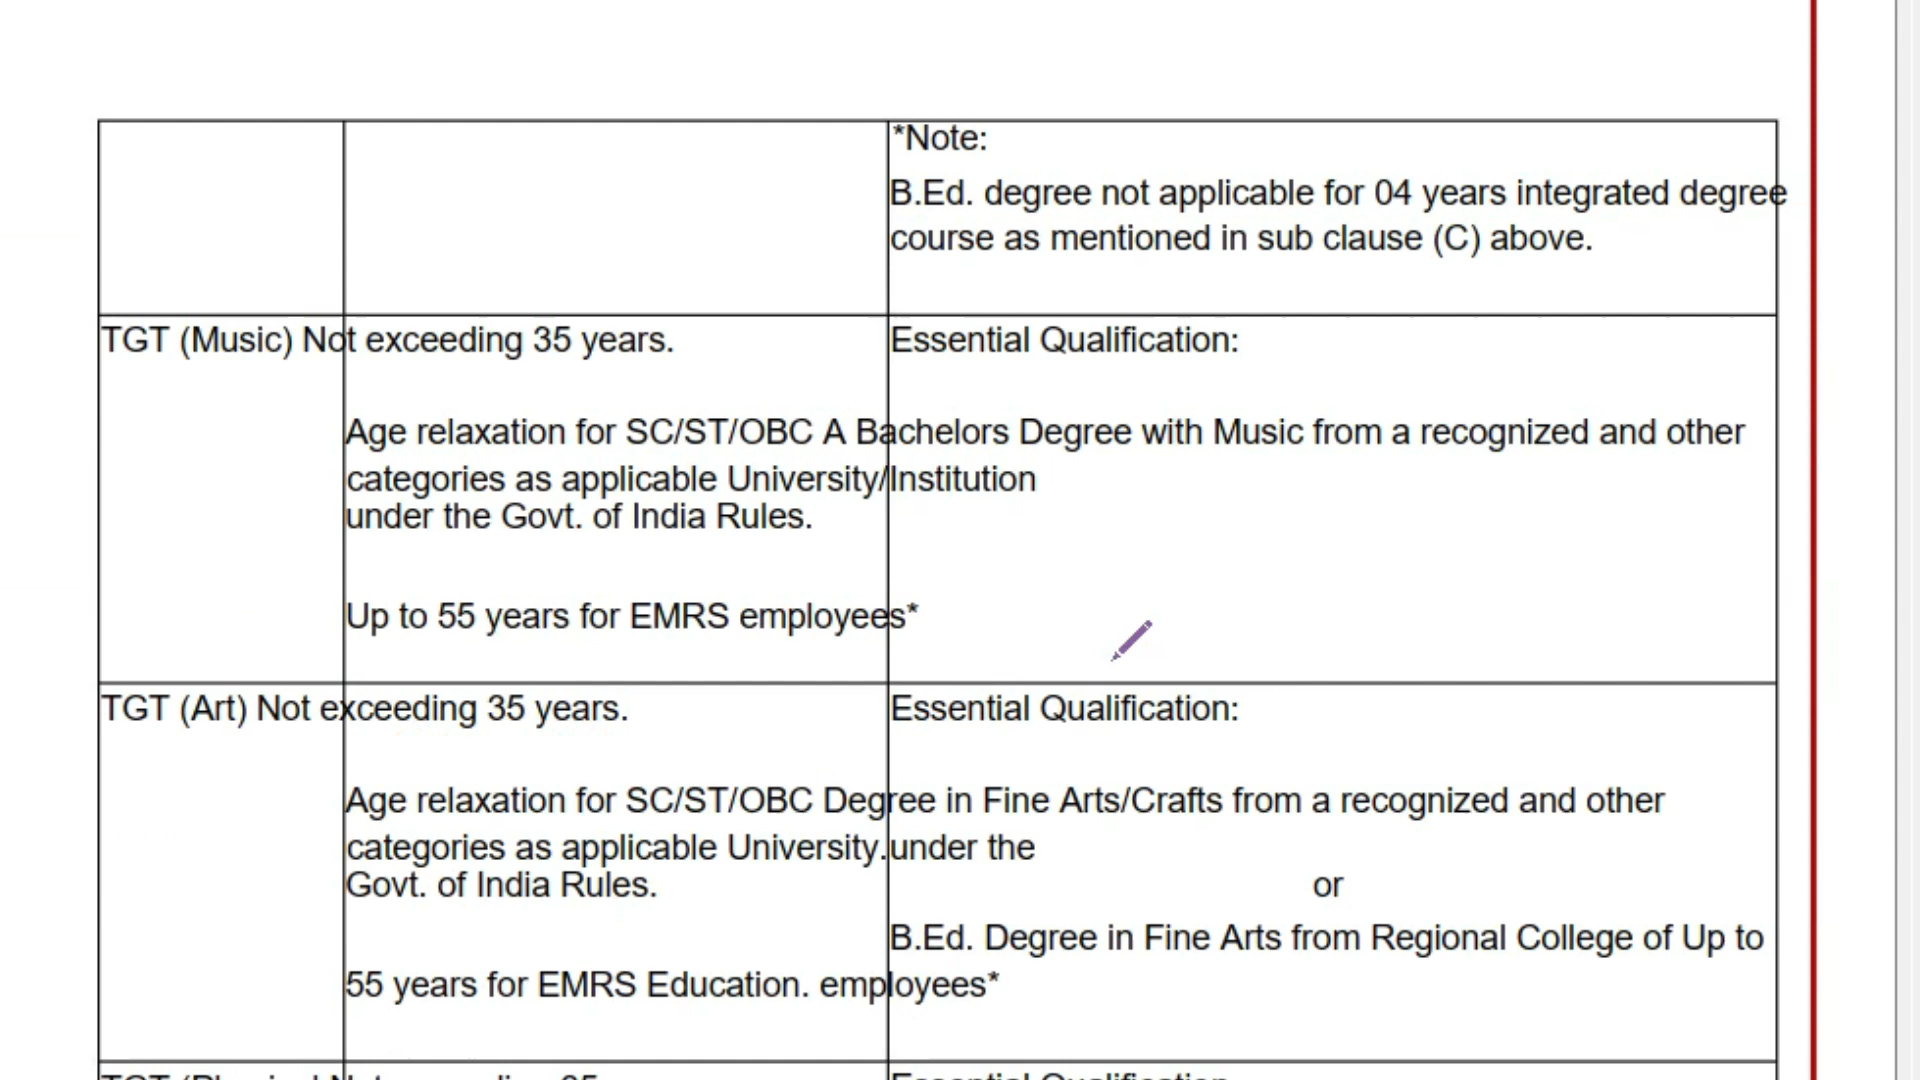 *Note:
B.Ed. degree not applicable for 04 years integrated degree
course as mentioned in sub clause (C) above.
TGT (Music) Not exceeding 35 years.
Essential Qualification:
Age relaxation for SC/ST/OBC A Bachelors Degree with Music from a recognized and other
categories as applicable University/Institution
under the Govt. of India Rules.
Up to 55 years for EMRS employees*
TGT (Art) Not exceeding 35 years.
Essential Qualification:
Age relaxation for SC/ST/OBC Degree in Fine Arts/Crafts from a recognized and other
categories as applicable University.under the
Govt. of India Rules.
or
B.Ed. Degree in Fine Arts from Regional College of Up to
55 years for EMRS Education. employees*